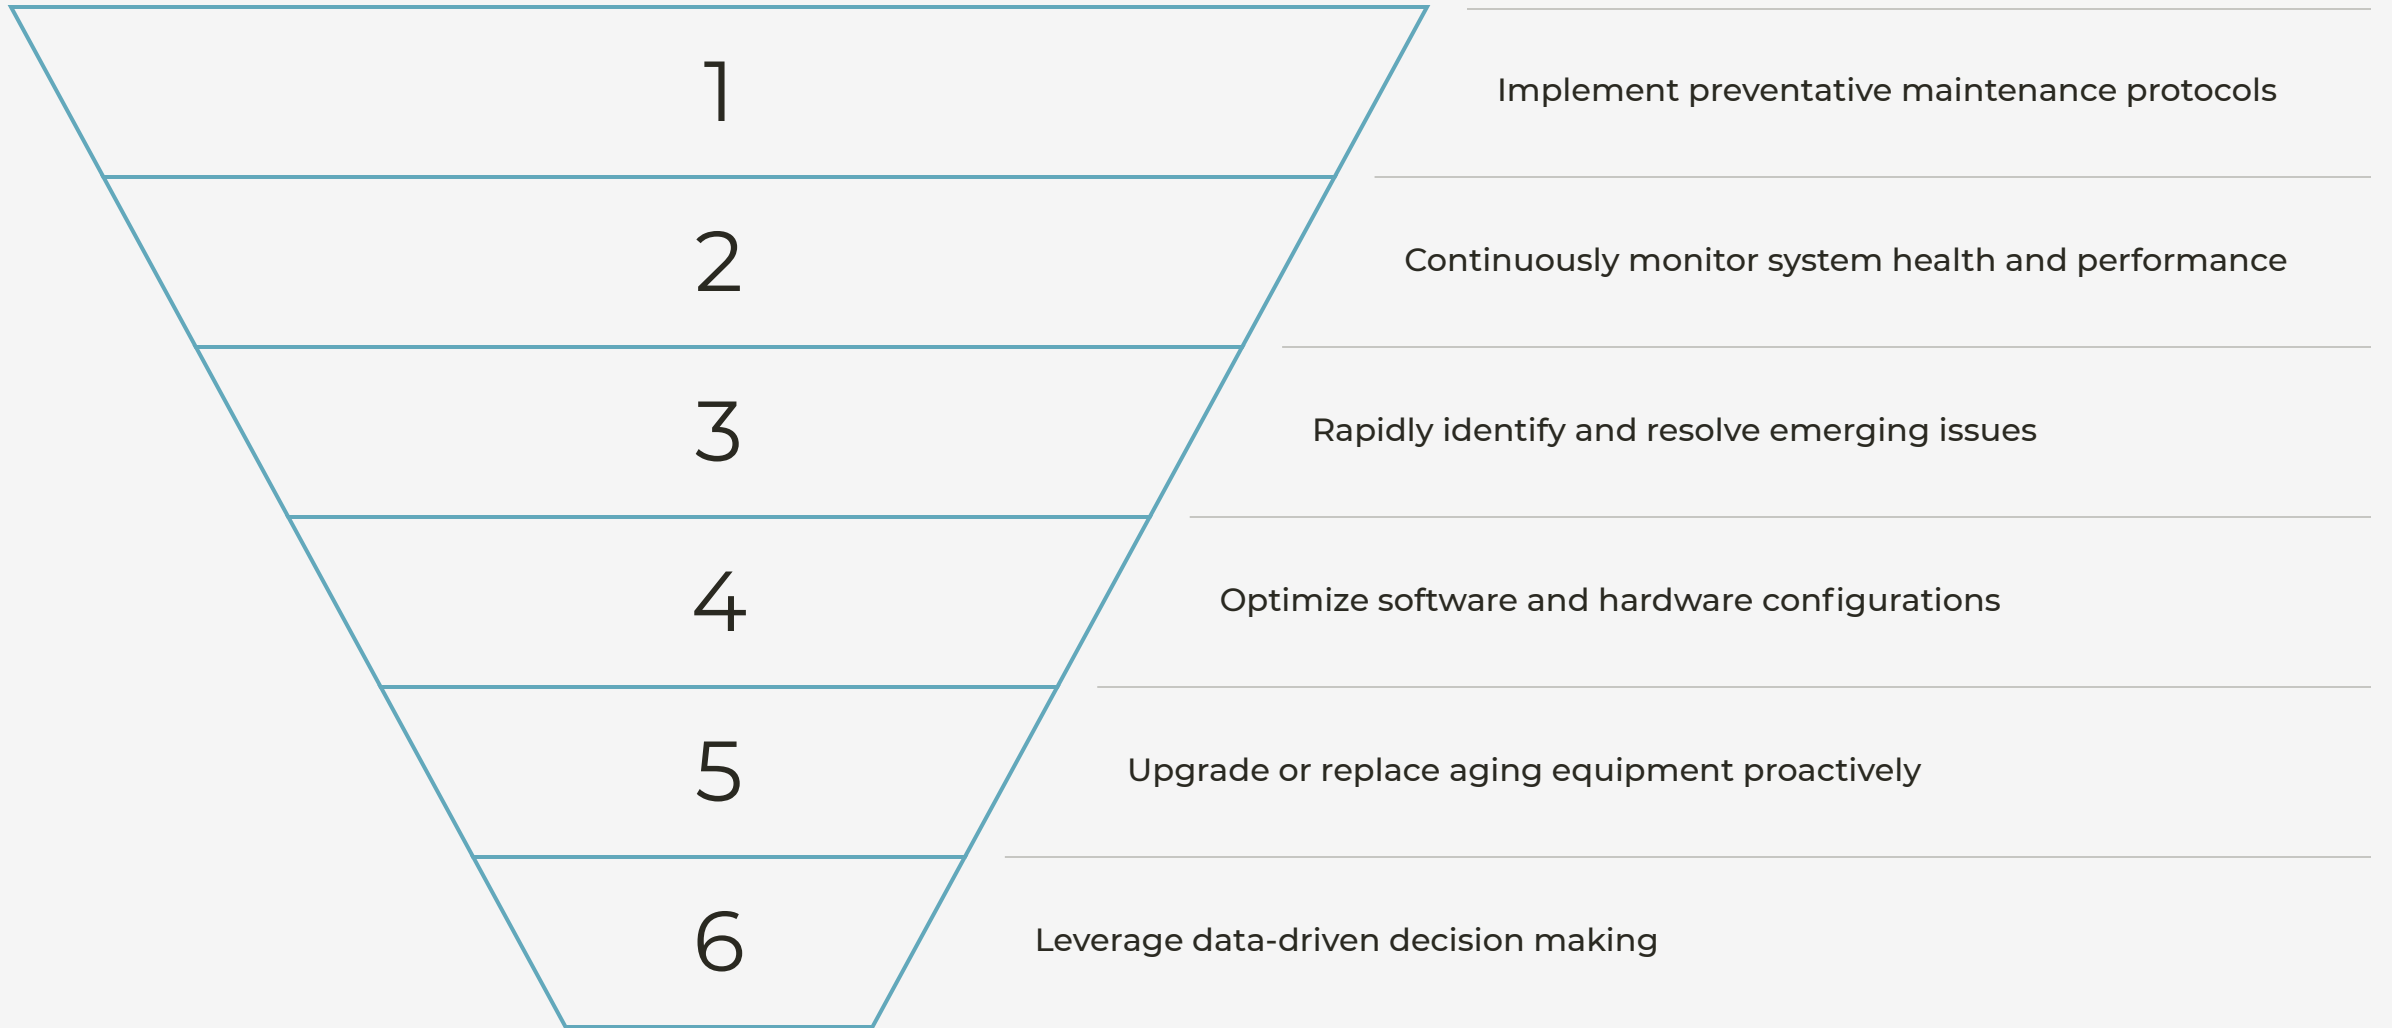 1
Implement preventative maintenance protocols
2
Continuously monitor system health and performance
3
Rapidly identify and resolve emerging issues
4
Optimize software and hardware configurations
5
Upgrade or replace aging equipment proactively
6
Leverage data-driven decision making